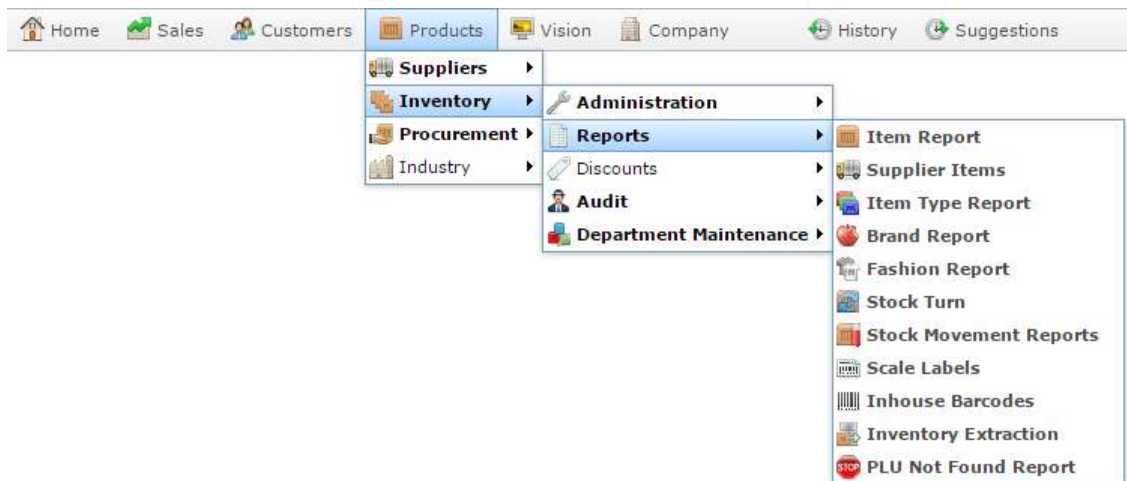 Home Sales Customers Products Vision Company History Suggestions
Suppliers
Inventory
Procurement
Industry
Administration
Reports
Discounts
Audit
Department Maintenance
Item Report
Supplier Items
Item Type Report
Brand Report
Fashion Report
Stock Turn
Stock Movement Reports
Scale Labels
Inhouse Barcodes
Inventory Extraction
STOP PLU Not Found Report